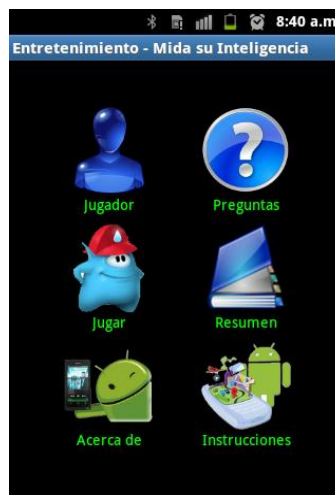 8:40 a.m
Entretenimiento - Mida su Inteligencia
?
Jugador Preguntas
Jugar Resumen
Acerca de Instrucciones